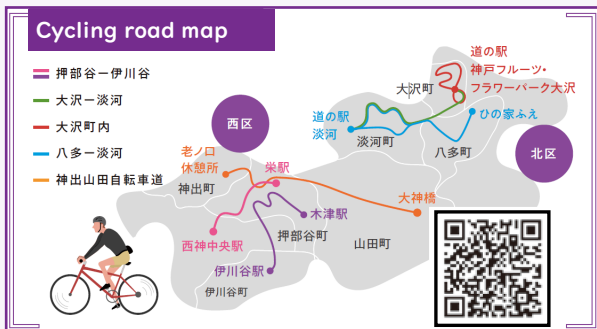 Cycling road map
押部谷ー伊川谷
大沢ー淡河
大沢町内
八多ー淡河
神出山田自転車道
道の駅
神戸フルーツ・
フラワーパーク大沢
大沢町
道の駅
淡河
淡河町
ひの家ふえ
八多町
西区
北区
老ノ口
休憩所
神出町
栄駅
木津駅
大神橋
西神中央駅
押部谷町
山田町
伊川谷駅
伊川谷町